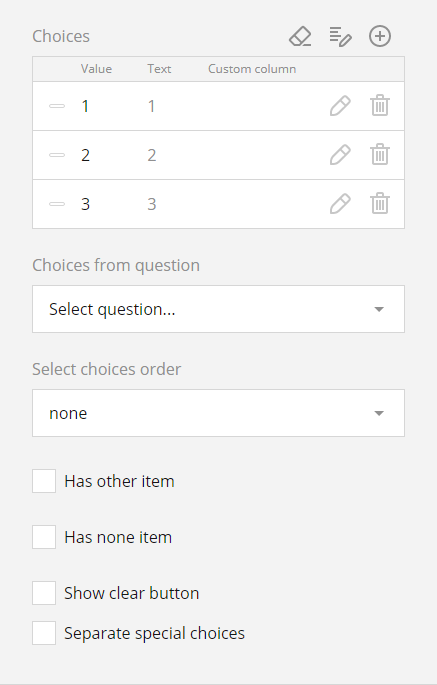 Choices
Value Text Custom column
1 1
2 2
3 3
Choices from question
Select question...
Select choices order
none
Has other item
Has none item
Show clear button
Separate special choices